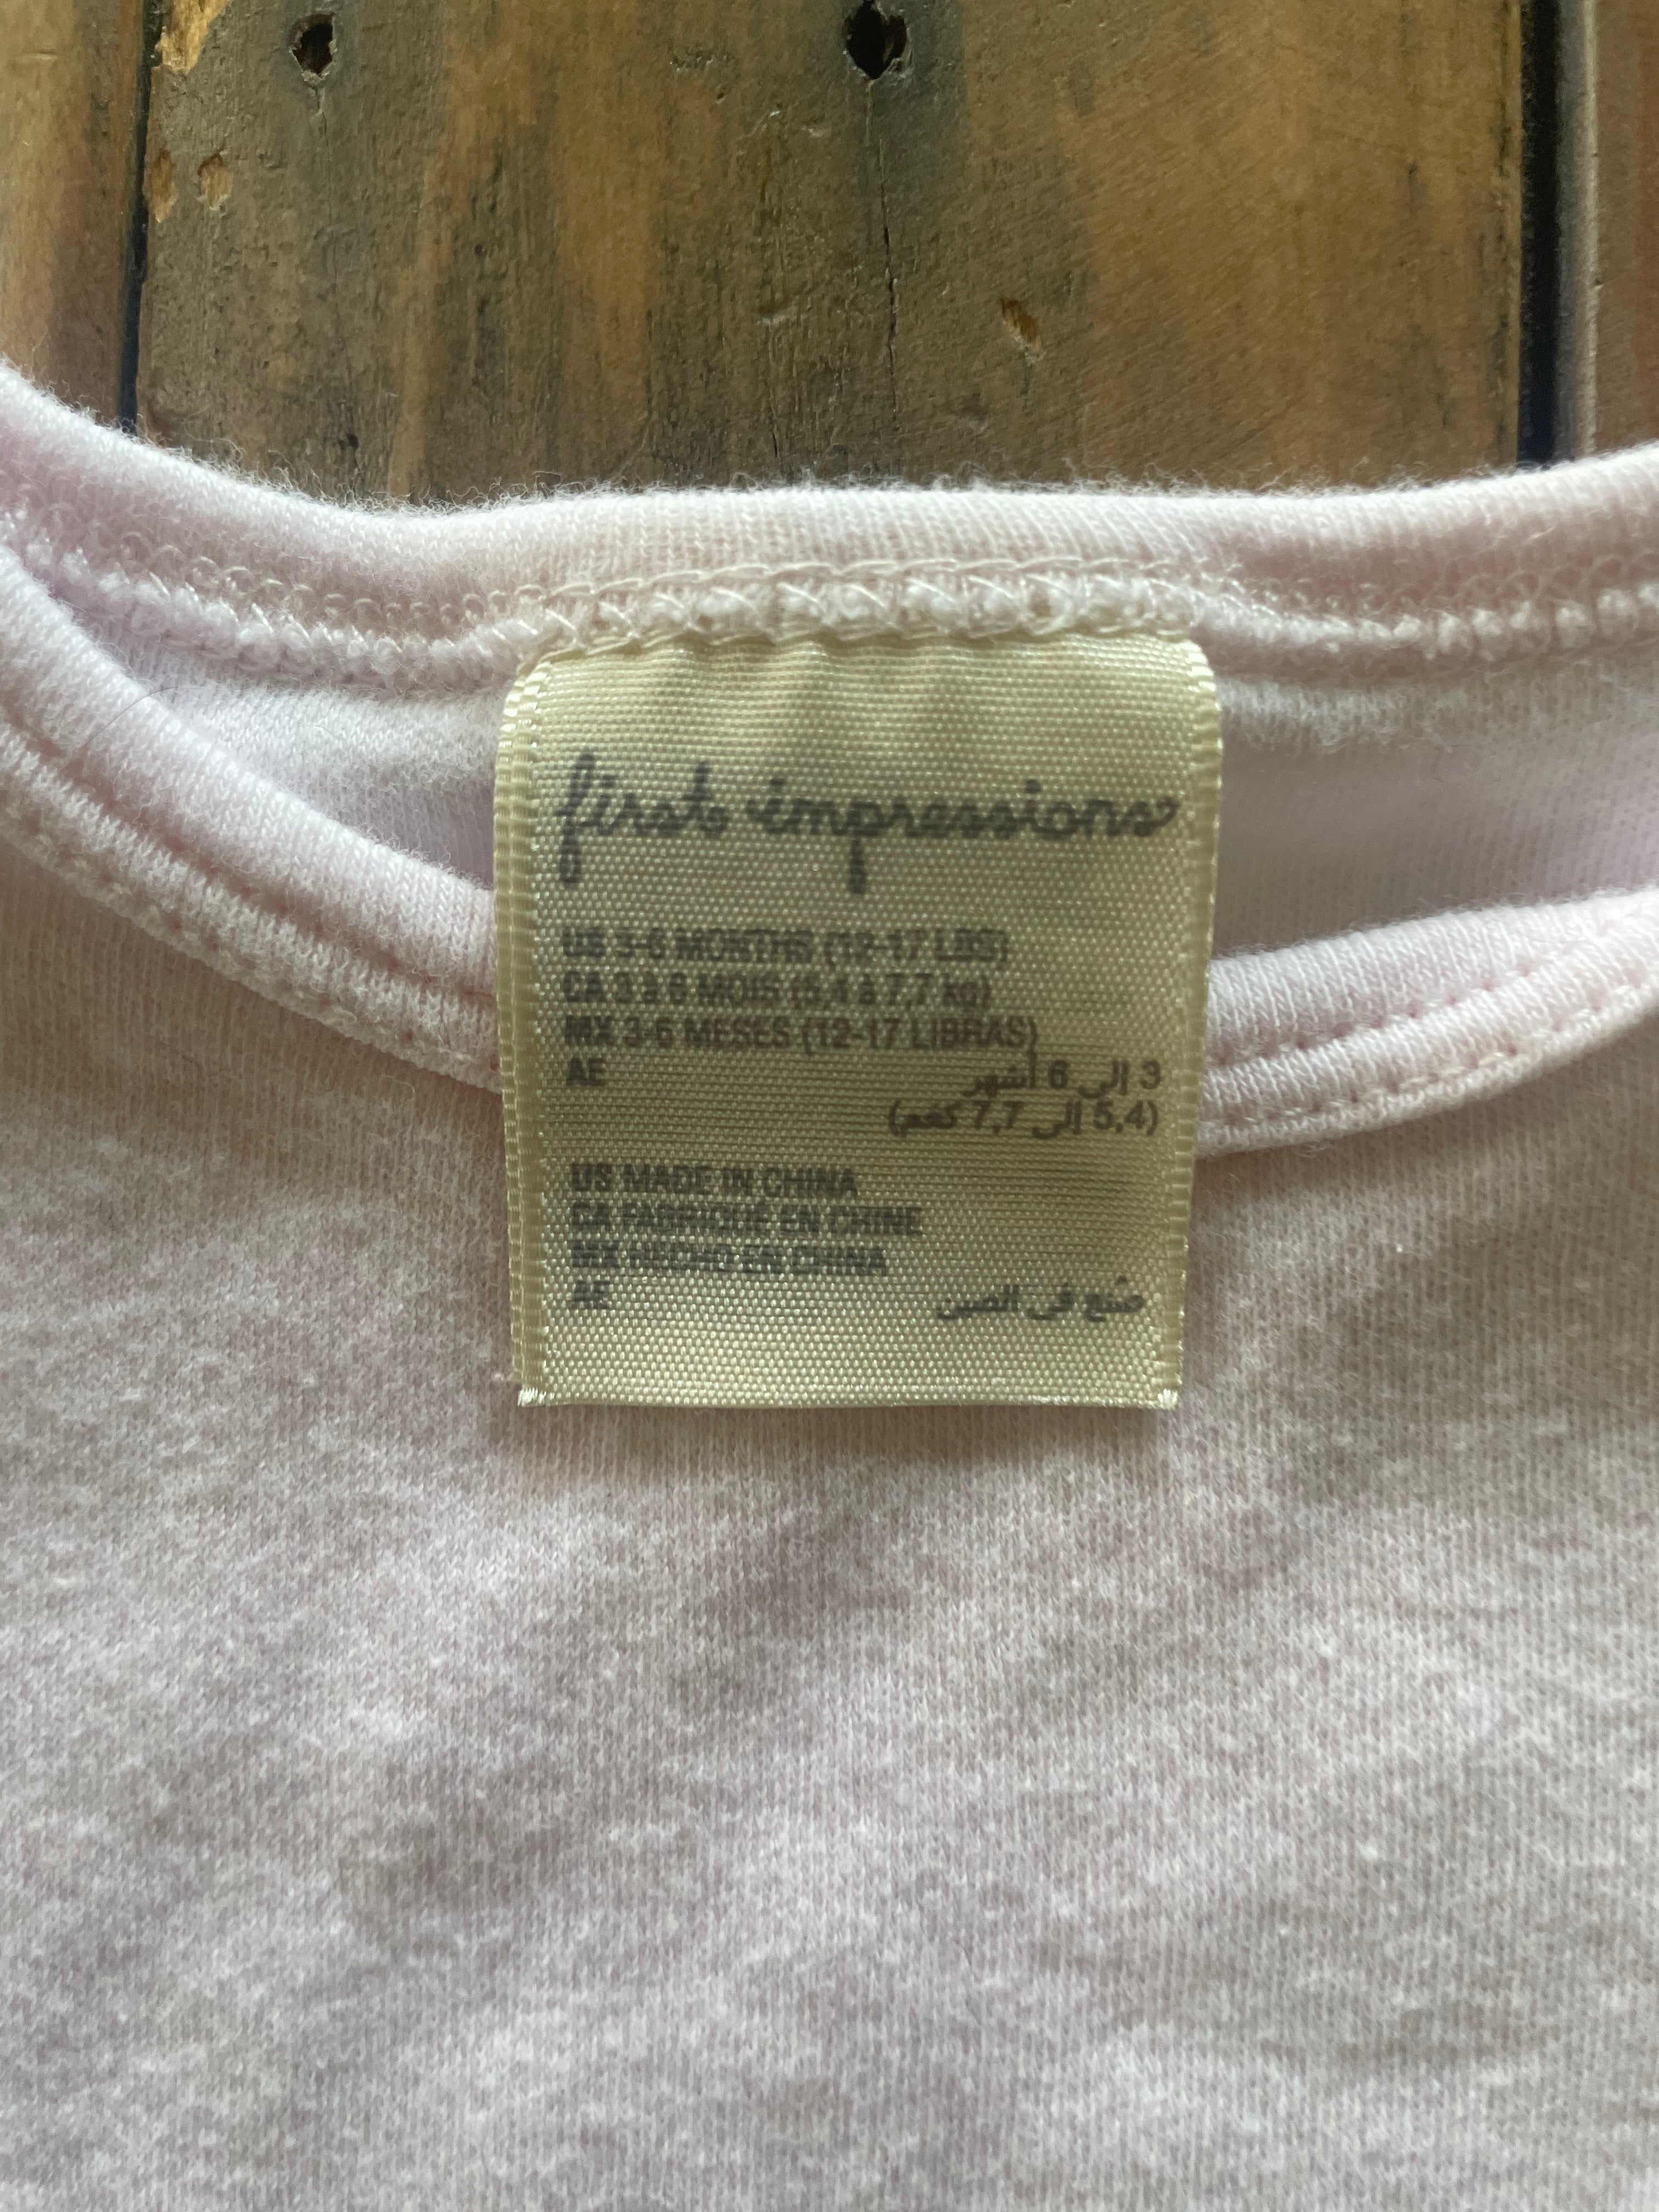 first impressions
US 3-6 MONTHS (12-17 LBS)
CA 3 à 6 MOIS (5,4 à 7,7 KG)
MX 3-6 MESES (12-17 LIBRAS)
AE 3 إلى 6 أشهر
(5,4 إلى 7,7 كغم)
US MADE IN CHINA
CA FABRIQUÉ EN CHINE
MX HECHO EN CHINA
AE صُنع في الصين